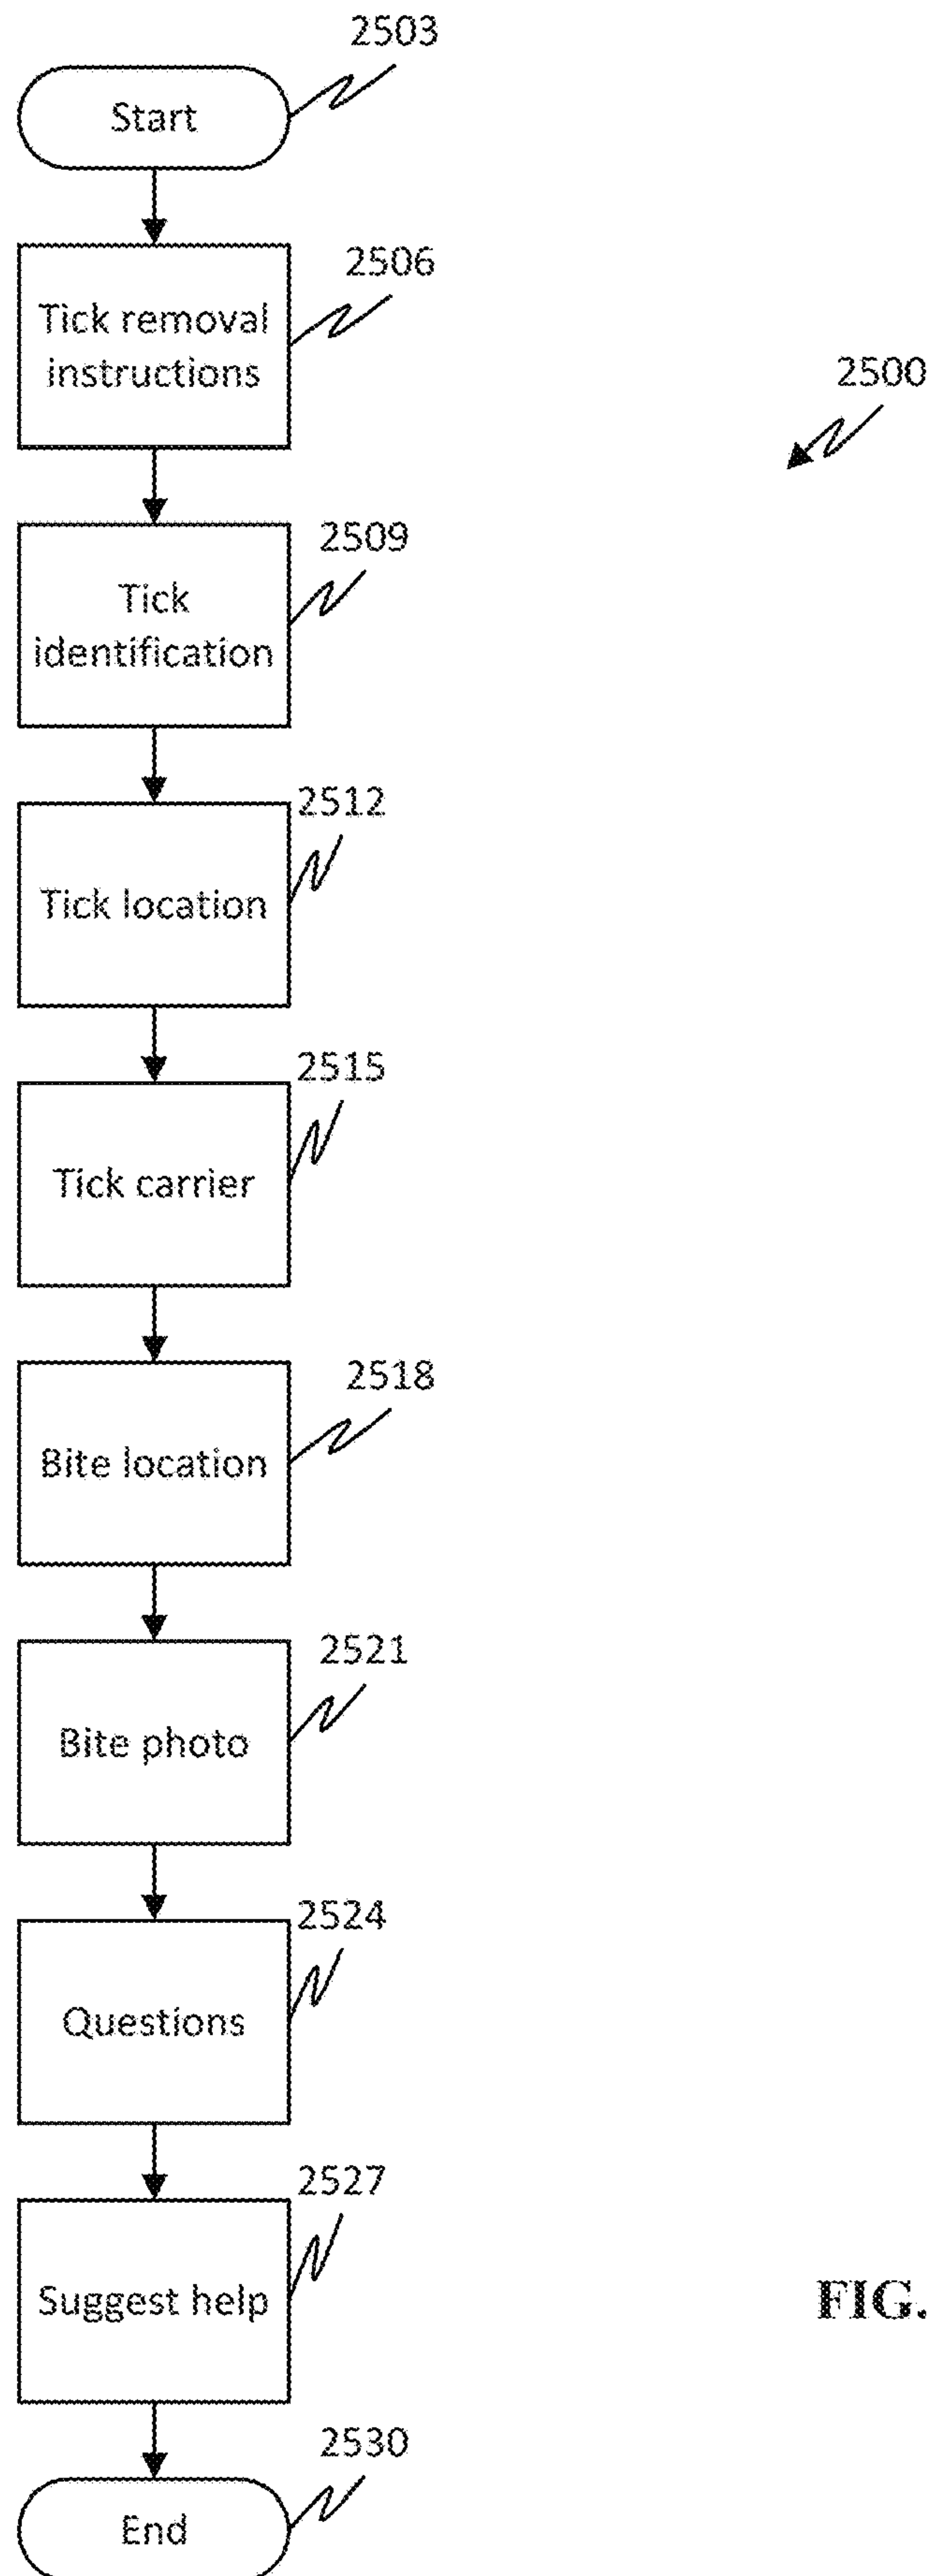 2503
Start
2506
Tick removal
instructions
2500
2509
Tick
identification
2512
Tick location
2515
Tick carrier
2518
Bite location
2521
Bite photo
2524
Questions
2527
Suggest help
FIG.
2530
End